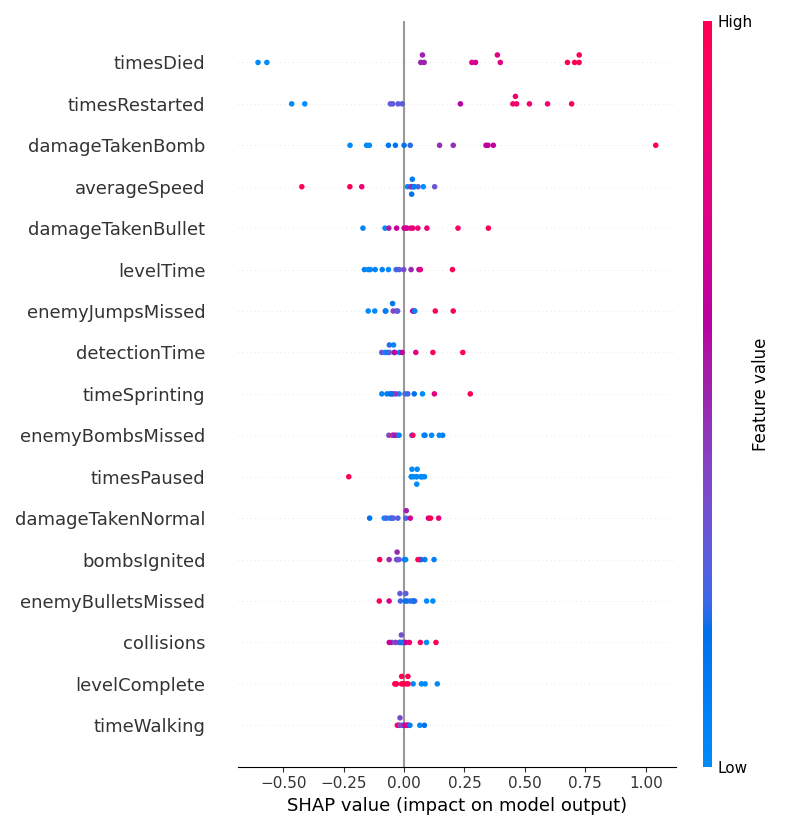 High
timesDied
timesRestarted
damageTakenBomb
averageSpeed
damageTakenBullet
levelTime
enemyJumpsMissed
detectionTime
timeSprinting
enemyBombsMissed
timesPaused
damageTakenNormal
bombsIgnited
enemyBulletsMissed
collisions
levelComplete
timeWalking
Feature value
Low
−0.50 −0.25 0.00 0.25 0.50 0.75 1.00
SHAP value (impact on model output)